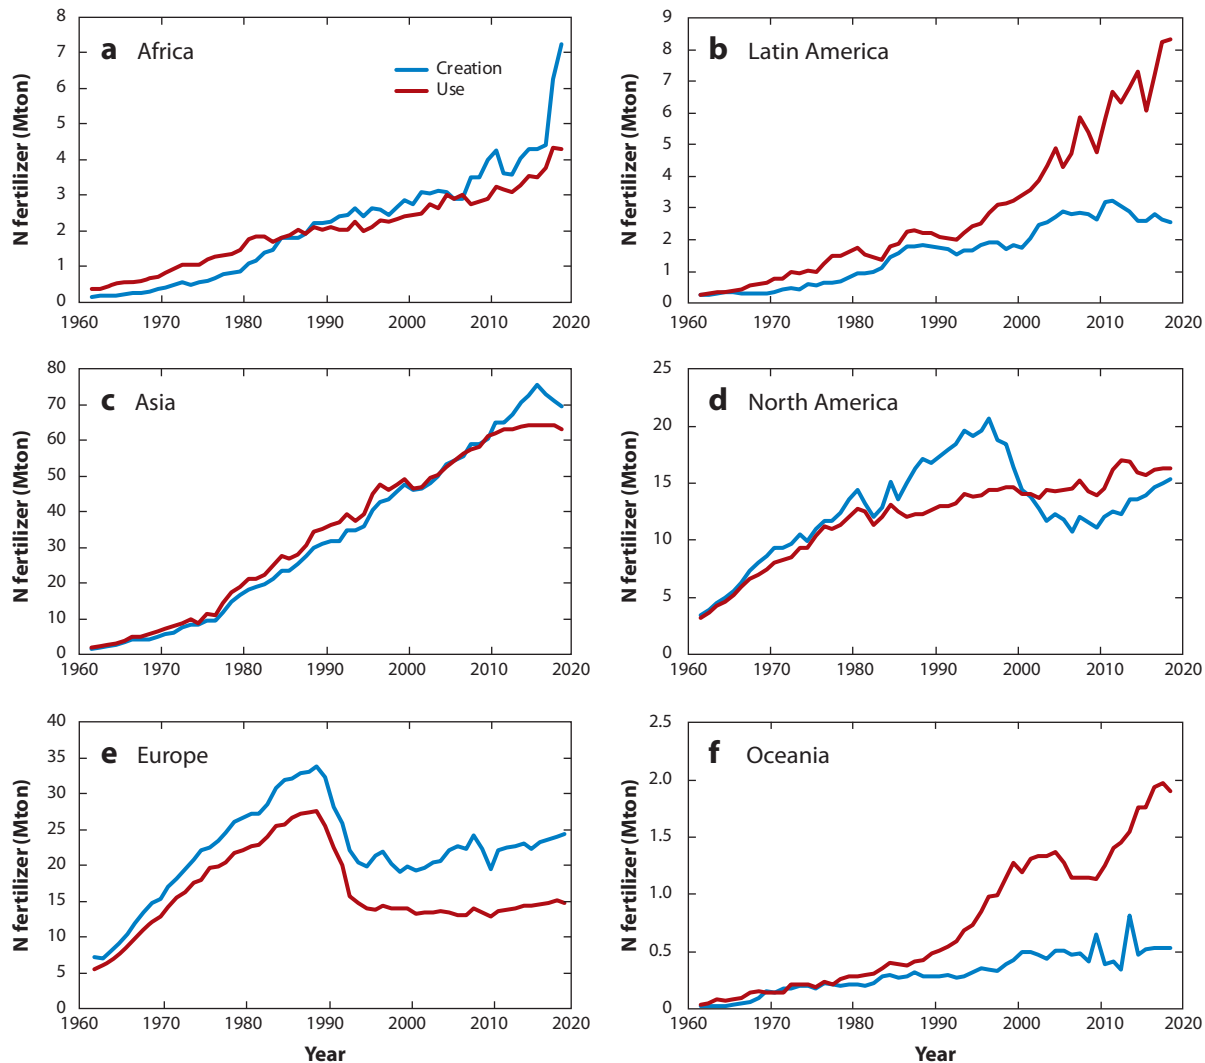 a Africa
Creation
Use
N fertilizer (Mton)
8
7
6
5
4
3
2
1
0
1960 1970 1980 1990 2000 2010 2020
b Latin America
N fertilizer (Mton)
9
8
7
6
5
4
3
2
1
0
1960 1970 1980 1990 2000 2010 2020
c Asia
N fertilizer (Mton)
80
70
60
50
40
30
20
10
0
1960 1970 1980 1990 2000 2010 2020
d North America
N fertilizer (Mton)
25
20
15
10
5
0
1960 1970 1980 1990 2000 2010 2020
e Europe
N fertilizer (Mton)
40
35
30
25
20
15
10
5
0
1960 1970 1980 1990 2000 2010 2020
Year
f Oceania
N fertilizer (Mton)
2.5
2.0
1.5
1.0
0.5
0
1960 1970 1980 1990 2000 2010 2020
Year